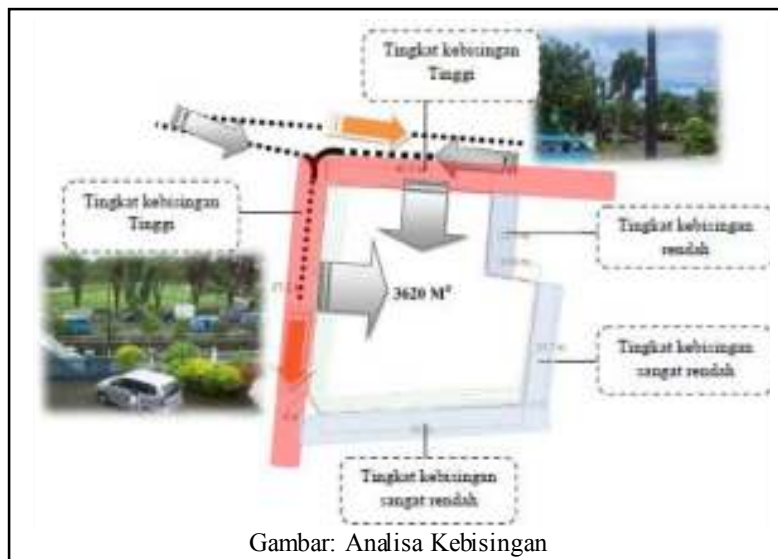 Tingkat kebisingan
Tinggi
Tingkat kebisingan
Tinggi
Tingkat kebisingan
rendah
3620 M²
Tingkat kebisingan
sangat rendah
Tingkat kebisingan
sangat rendah
Gambar: Analisa Kebisingan